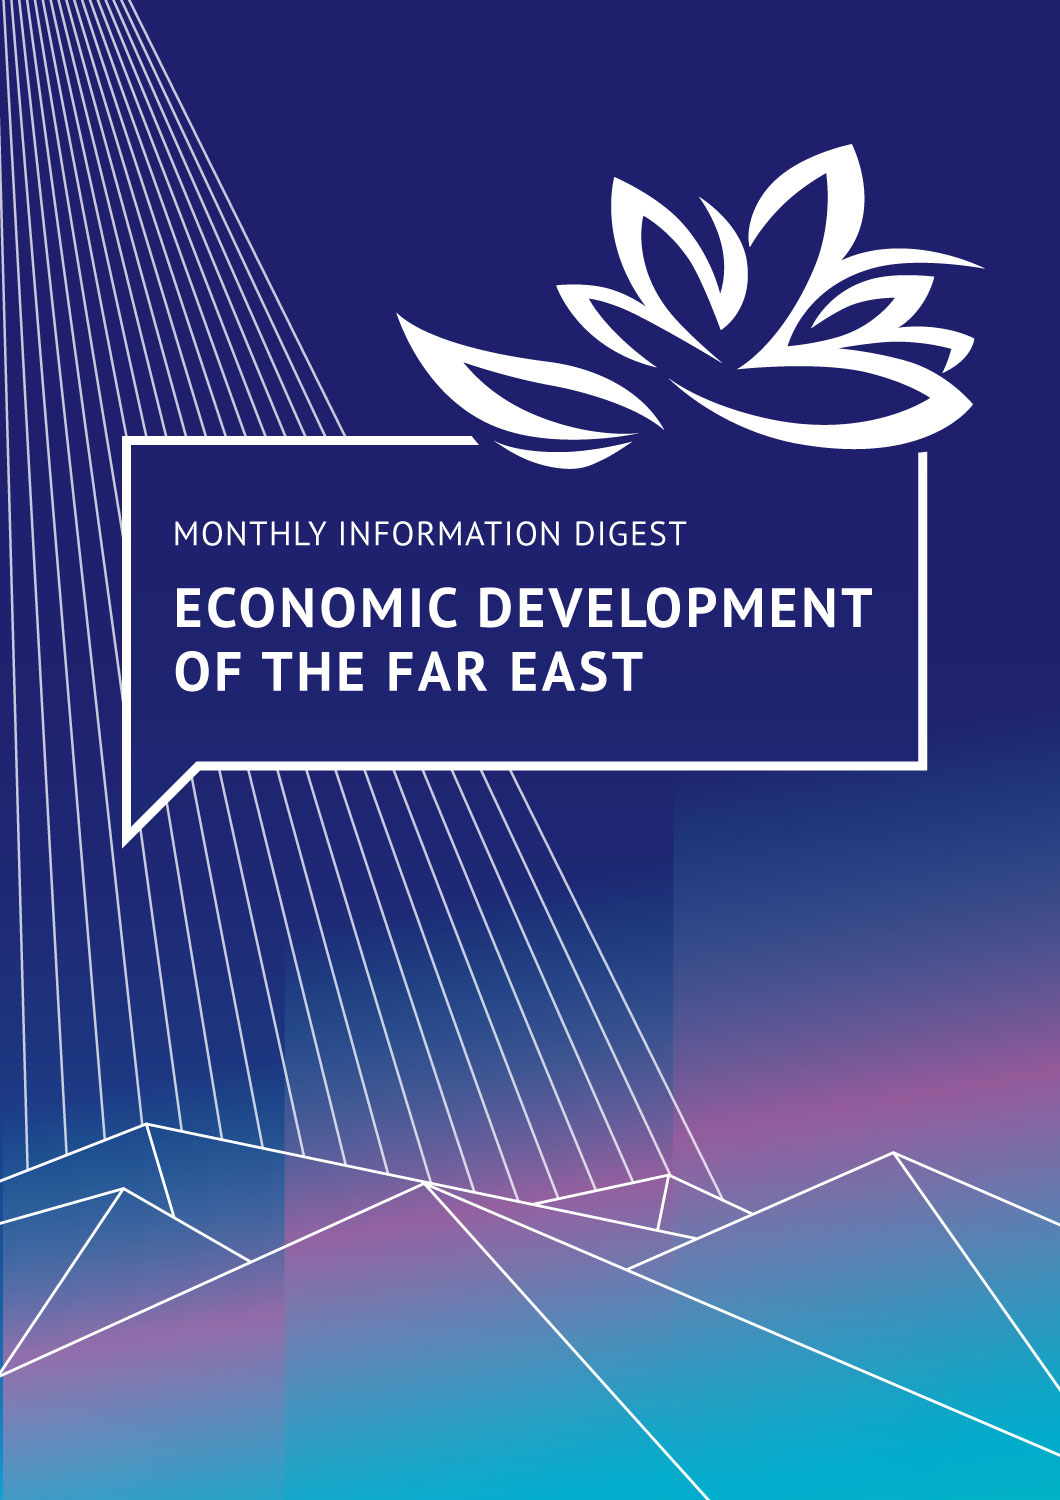 MONTHLY INFORMATION DIGEST
ECONOMIC DEVELOPMENT
OF THE FAR EAST